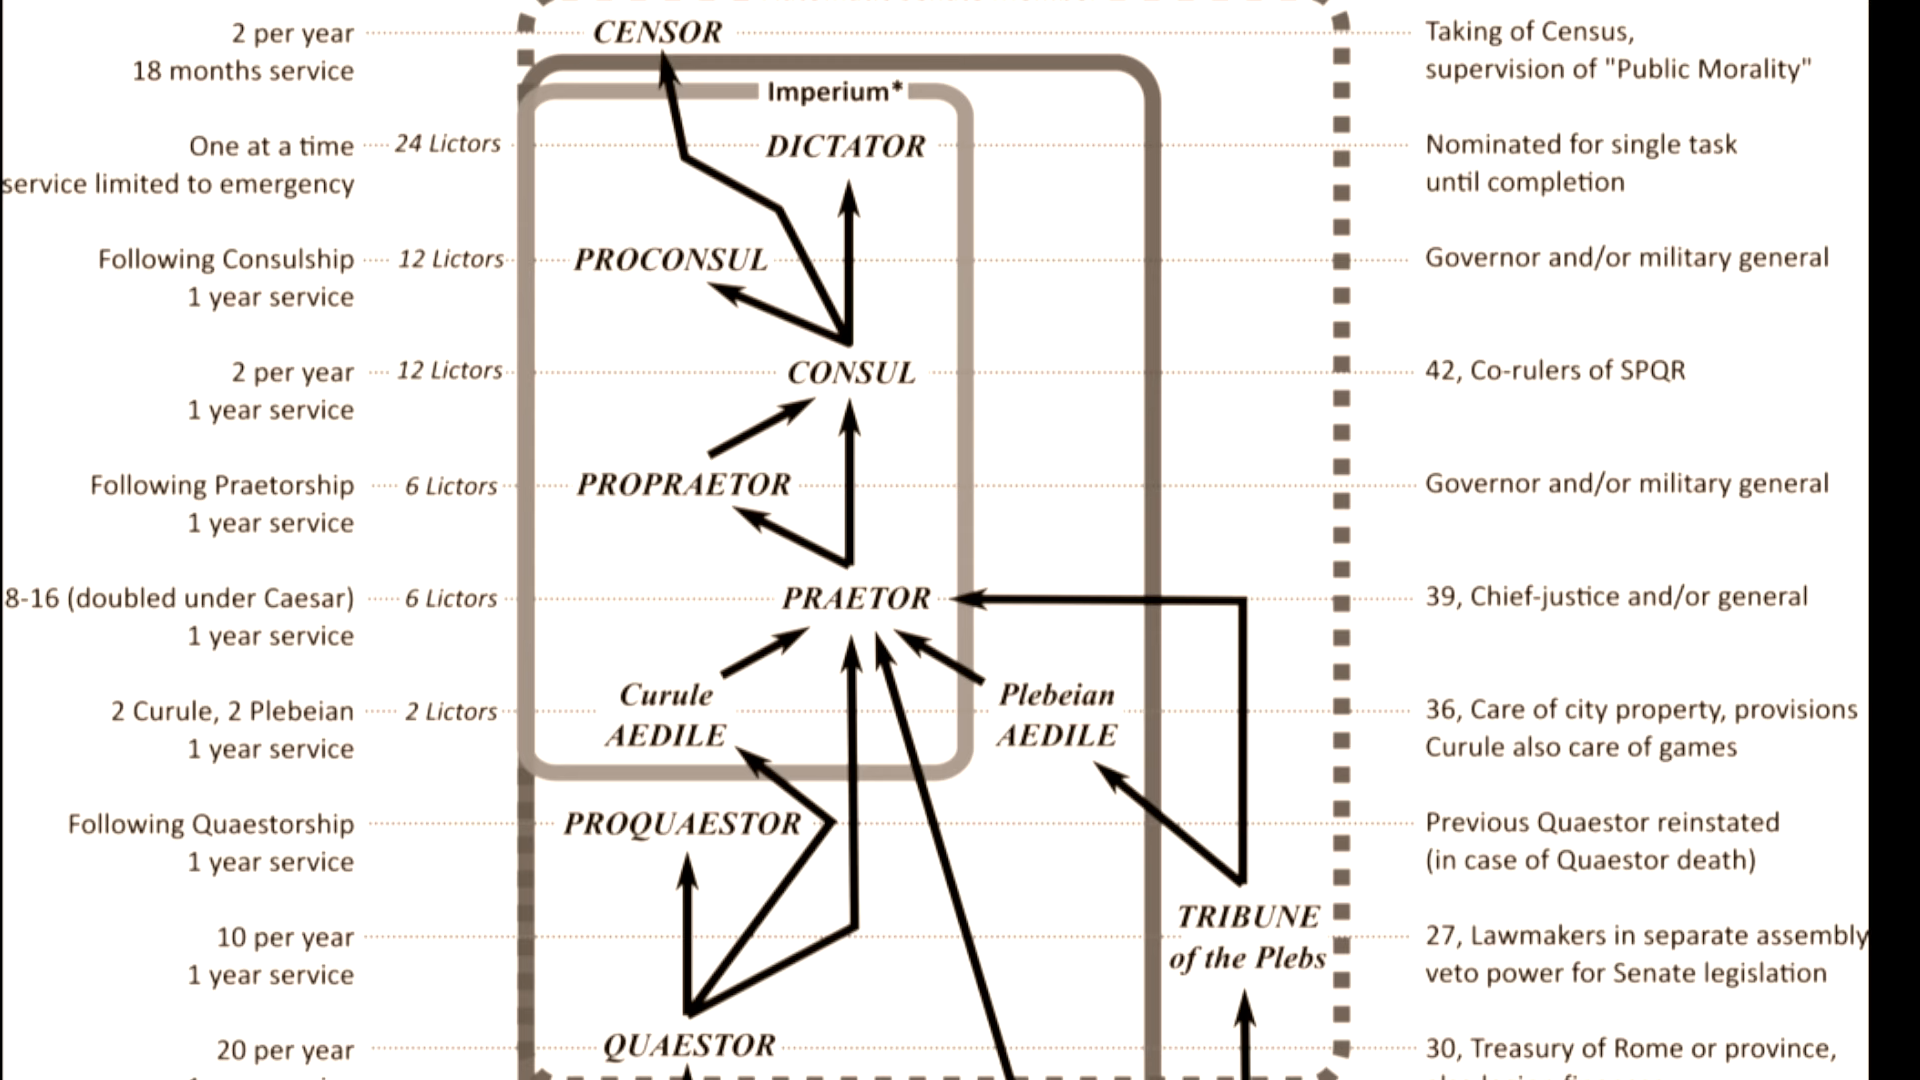 2 per year
18 months service
CENSOR
Taking of Census,
supervision of "Public Morality"
Imperium*
One at a time
service limited to emergency
24 Lictors
DICTATOR
Nominated for single task
until completion
Following Consulship
1 year service
12 Lictors
PROCONSUL
Governor and/or military general
2 per year
1 year service
12 Lictors
CONSUL
42, Co-rulers of SPQR
Following Praetorship
1 year service
6 Lictors
PROPRAETOR
Governor and/or military general
8-16 (doubled under Caesar)
1 year service
6 Lictors
PRAETOR
39, Chief-justice and/or general
2 Curule, 2 Plebeian
1 year service
2 Lictors
Curule
AEDILE
Plebeian
AEDILE
36, Care of city property, provisions
Curule also care of games
Following Quaestorship
1 year service
PROQUAESTOR
Previous Quaestor reinstated
(in case of Quaestor death)
10 per year
1 year service
TRIBUNE
of the Plebs
27, Lawmakers in separate assembly
veto power for Senate legislation
20 per year
QUAESTOR
30, Treasury of Rome or province,